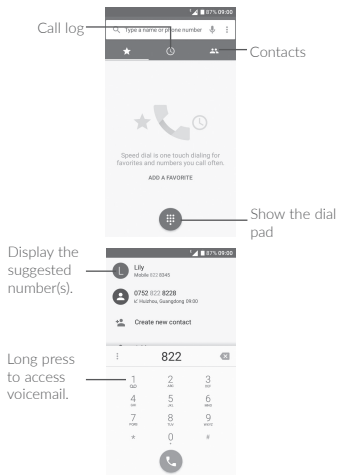 87% 09:00
Type a name or phone number
Call log
Contacts
Speed dial is one touch dialing for
favorites and numbers you call often.
ADD A FAVORITE
Show the dial
pad
87% 09:00
Display the
suggested
number(s).
L
Lily
Mobile 822 8345
0752 822 8228
Huizhou, Guangdong 09:00
Create new contact
822
Long press
to access
voicemail.
1 2 ABC 3 DEF
4 GHI 5 JKL 6 MNO
7 PQRS 8 TUV 9 WXYZ
* 0 #